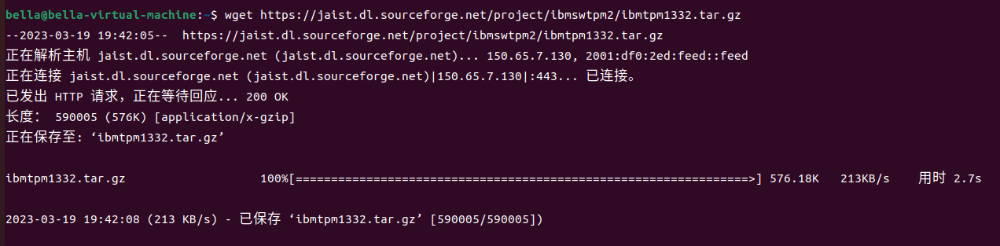 bella@bella-virtual-machine:~$ wget https://jaist.dl.sourceforge.net/project/ibmswtpm2/ibmtpm1332.tar.gz
--2023-03-19 19:42:05--  https://jaist.dl.sourceforge.net/project/ibmswtpm2/ibmtpm1332.tar.gz
正在解析主机 jaist.dl.sourceforge.net (jaist.dl.sourceforge.net)... 150.65.7.130, 2001:df0:2ed:feed::feed
正在连接 jaist.dl.sourceforge.net (jaist.dl.sourceforge.net)|150.65.7.130|:443... 已连接。
已发出 HTTP 请求，正在等待回应... 200 OK
长度： 590005 (576K) [application/x-gzip]
正在保存至: ‘ibmtpm1332.tar.gz’
ibmtpm1332.tar.gz                   100%[================================================================>] 576.18K   213KB/s    用时 2.7s
2023-03-19 19:42:08 (213 KB/s) - 已保存 ‘ibmtpm1332.tar.gz’ [590005/590005])